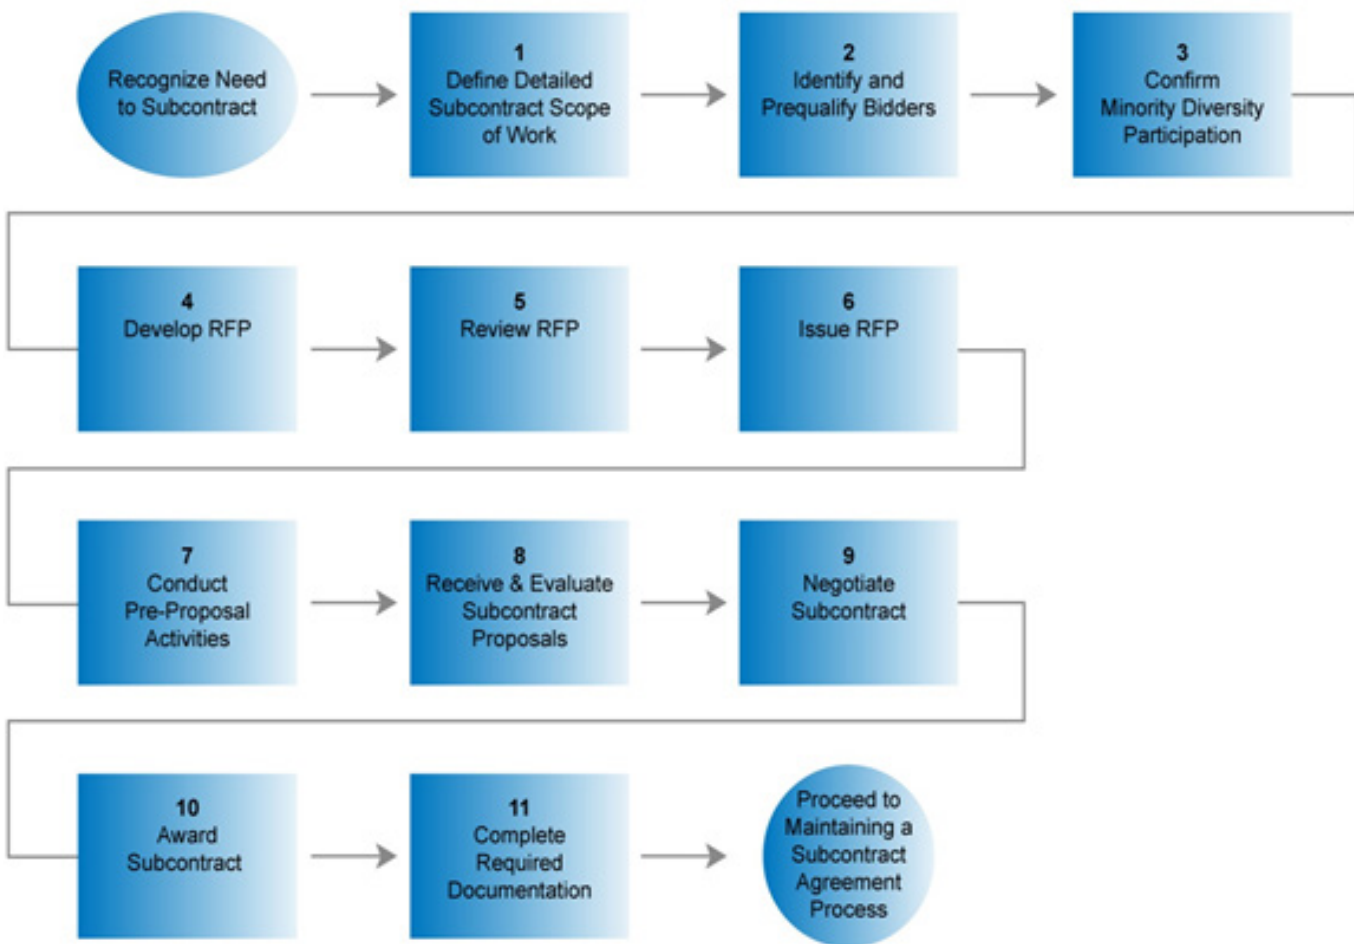 Recognize Need
to Subcontract
1
Define Detailed
Subcontract Scope
of Work
2
Identify and
Prequalify Bidders
3
Confirm
Minority Diversity
Participation
4
Develop RFP
5
Review RFP
6
Issue RFP
7
Conduct
Pre-Proposal
Activities
8
Receive & Evaluate
Subcontract
Proposals
9
Negotiate
Subcontract
10
Award
Subcontract
11
Complete
Required
Documentation
Proceed to
Maintaining a
Subcontract
Agreement
Process